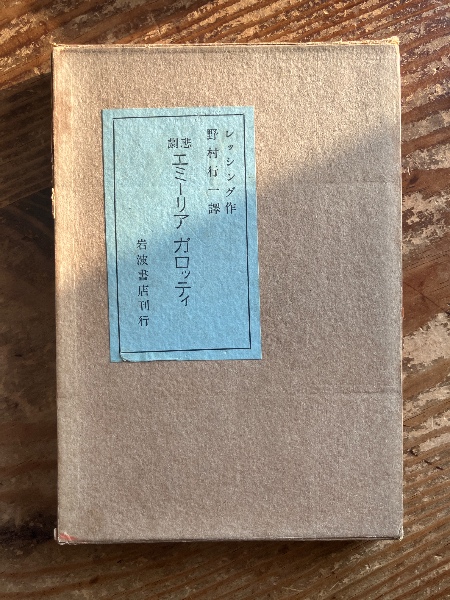 レッシング作
野村行一譯
悲劇 エミーリア ガロッティ
岩波書店刊行